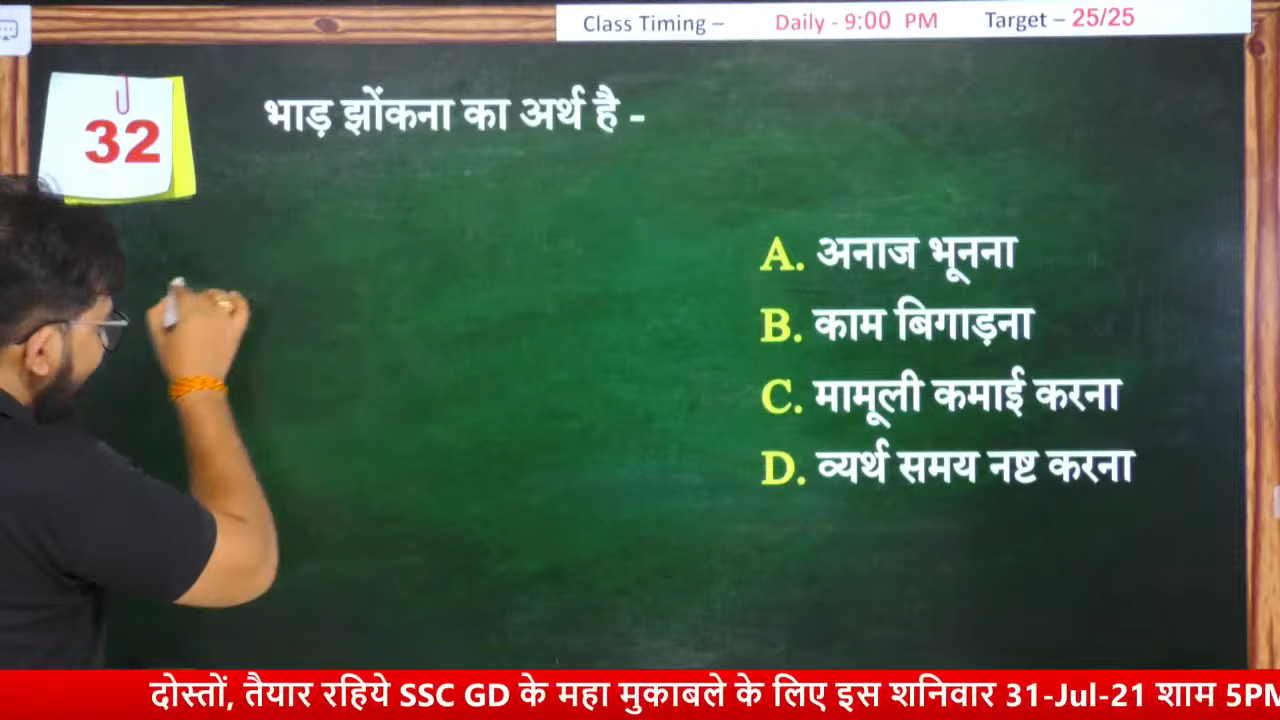 Class Timing – Daily - 9:00 PM Target – 25/25
32
भाड़ झोंकना का अर्थ है -
A. अनाज भूनना
B. काम बिगाड़ना
C. मामूली कमाई करना
D. व्यर्थ समय नष्ट करना
दोस्तों, तैयार रहिये SSC GD के महा मुकाबले के लिए इस शनिवार 31-Jul-21 शाम 5PM